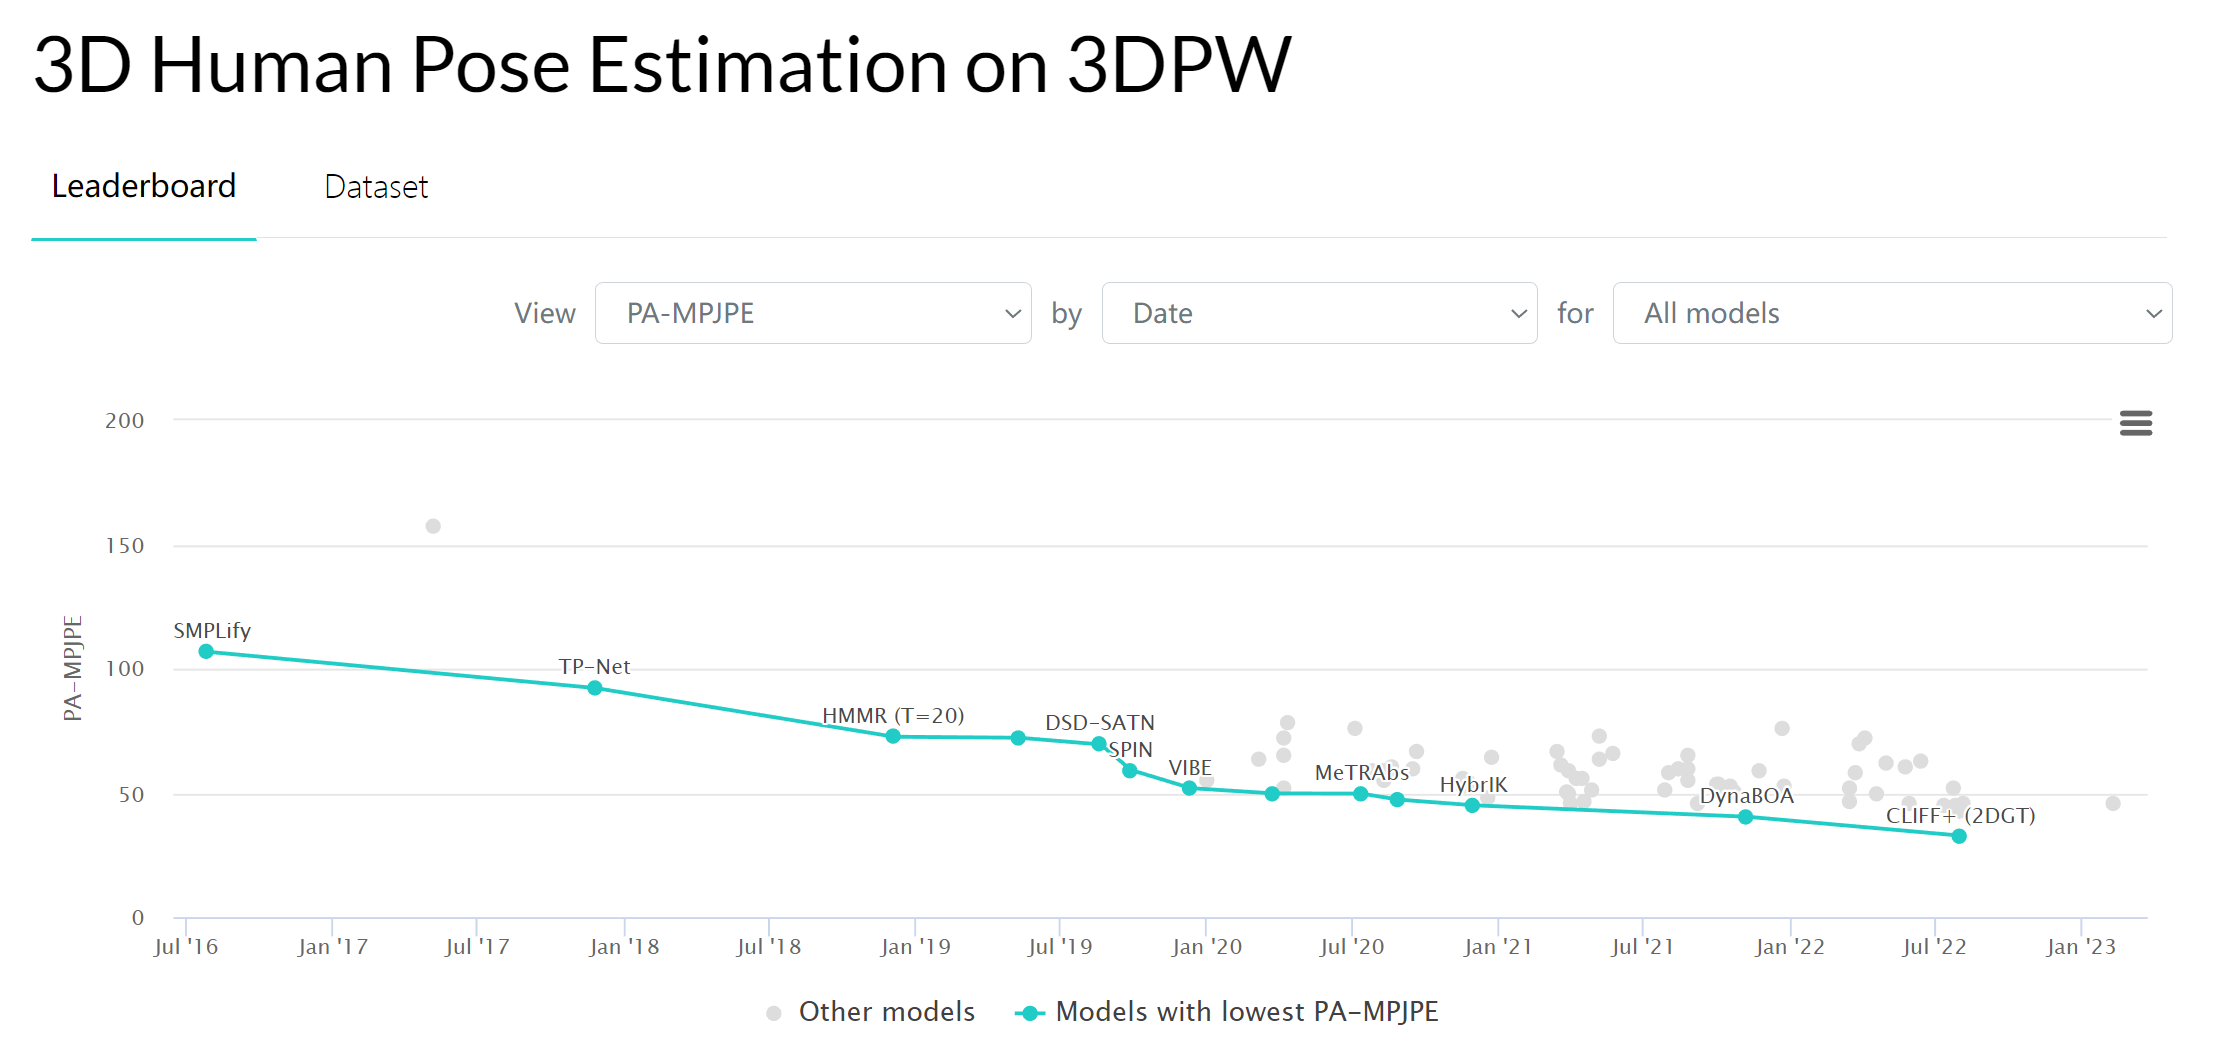 3D Human Pose Estimation on 3DPW
Leaderboard Dataset
View PA-MPJPE by Date for All models
200
150
100
50
0
PA-MPJPE
SMPLify
TP-Net
HMMR (T=20)
DSD-SATN
SPIN
VIBE
MeTRAbs
HybrIK
DynaBOA
CLIFF+ (2DGT)
Jul '16 Jan '17 Jul '17 Jan '18 Jul '18 Jan '19 Jul '19 Jan '20 Jul '20 Jan '21 Jul '21 Jan '22 Jul '22 Jan '23
Other models Models with lowest PA-MPJPE